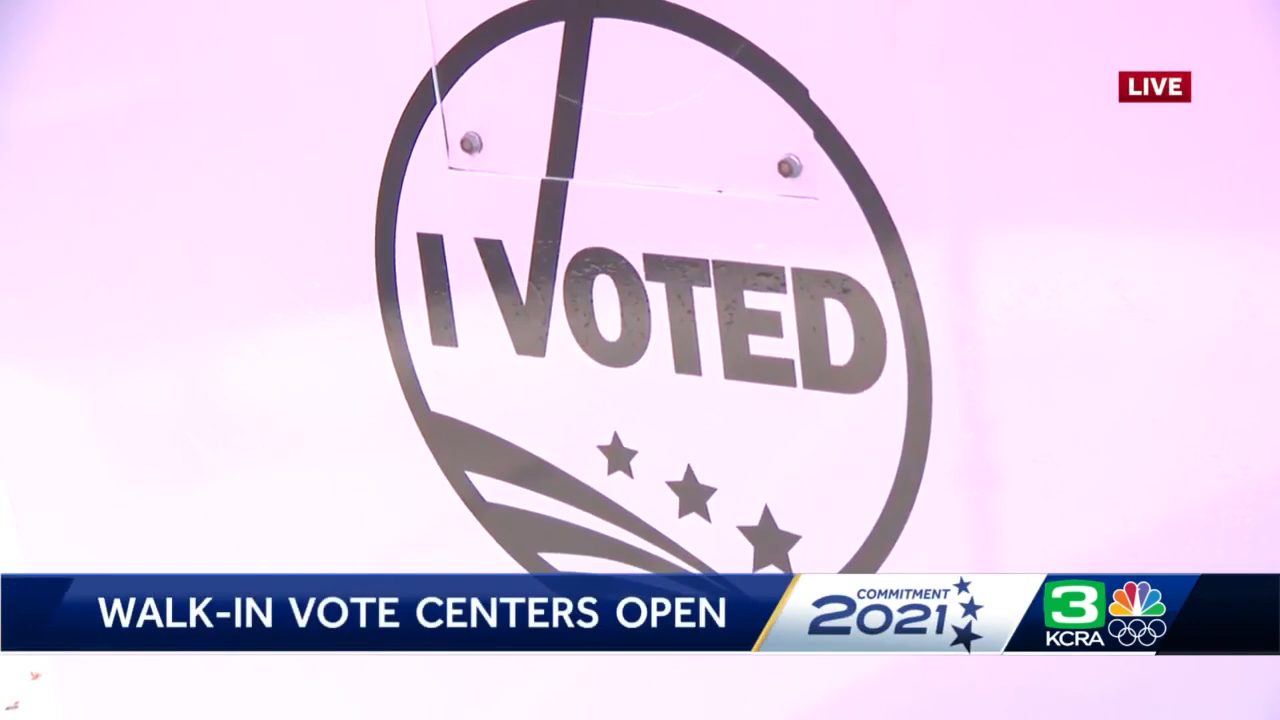 LIVE
I VOTED
WALK-IN VOTE CENTERS OPEN
COMMITMENT
2021
3
KCRA